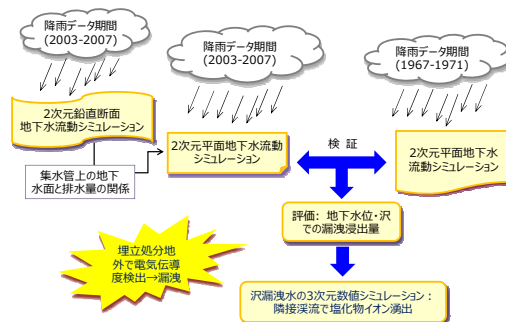 降雨データ期間
(2003-2007)
降雨データ期間
(2003-2007)
降雨データ期間
(1967-1971)
2次元鉛直断面
地下水流動シミュレーション
集水管上の地下
水面と排水量の関係
2次元平面地下水流動
シミュレーション
検 証
2次元平面地下水
流動シミュレーション
評価: 地下水位・沢
での漏洩浸出量
埋立処分地
外で電気伝導
度検出→漏洩
沢漏洩水の3次元数値シミュレーション:
隣接渓流で塩化物イオン湧出